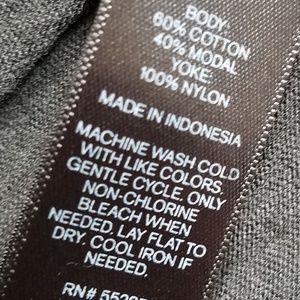 BODY:
60% COTTON
40% MODAL
YOKE:
100% NYLON
MADE IN INDONESIA
MACHINE WASH COLD
WITH LIKE COLORS,
GENTLE CYCLE. ONLY
NON-CHLORINE
BLEACH WHEN
NEEDED. LAY FLAT TO
DRY. COOL IRON IF
NEEDED.
RN#